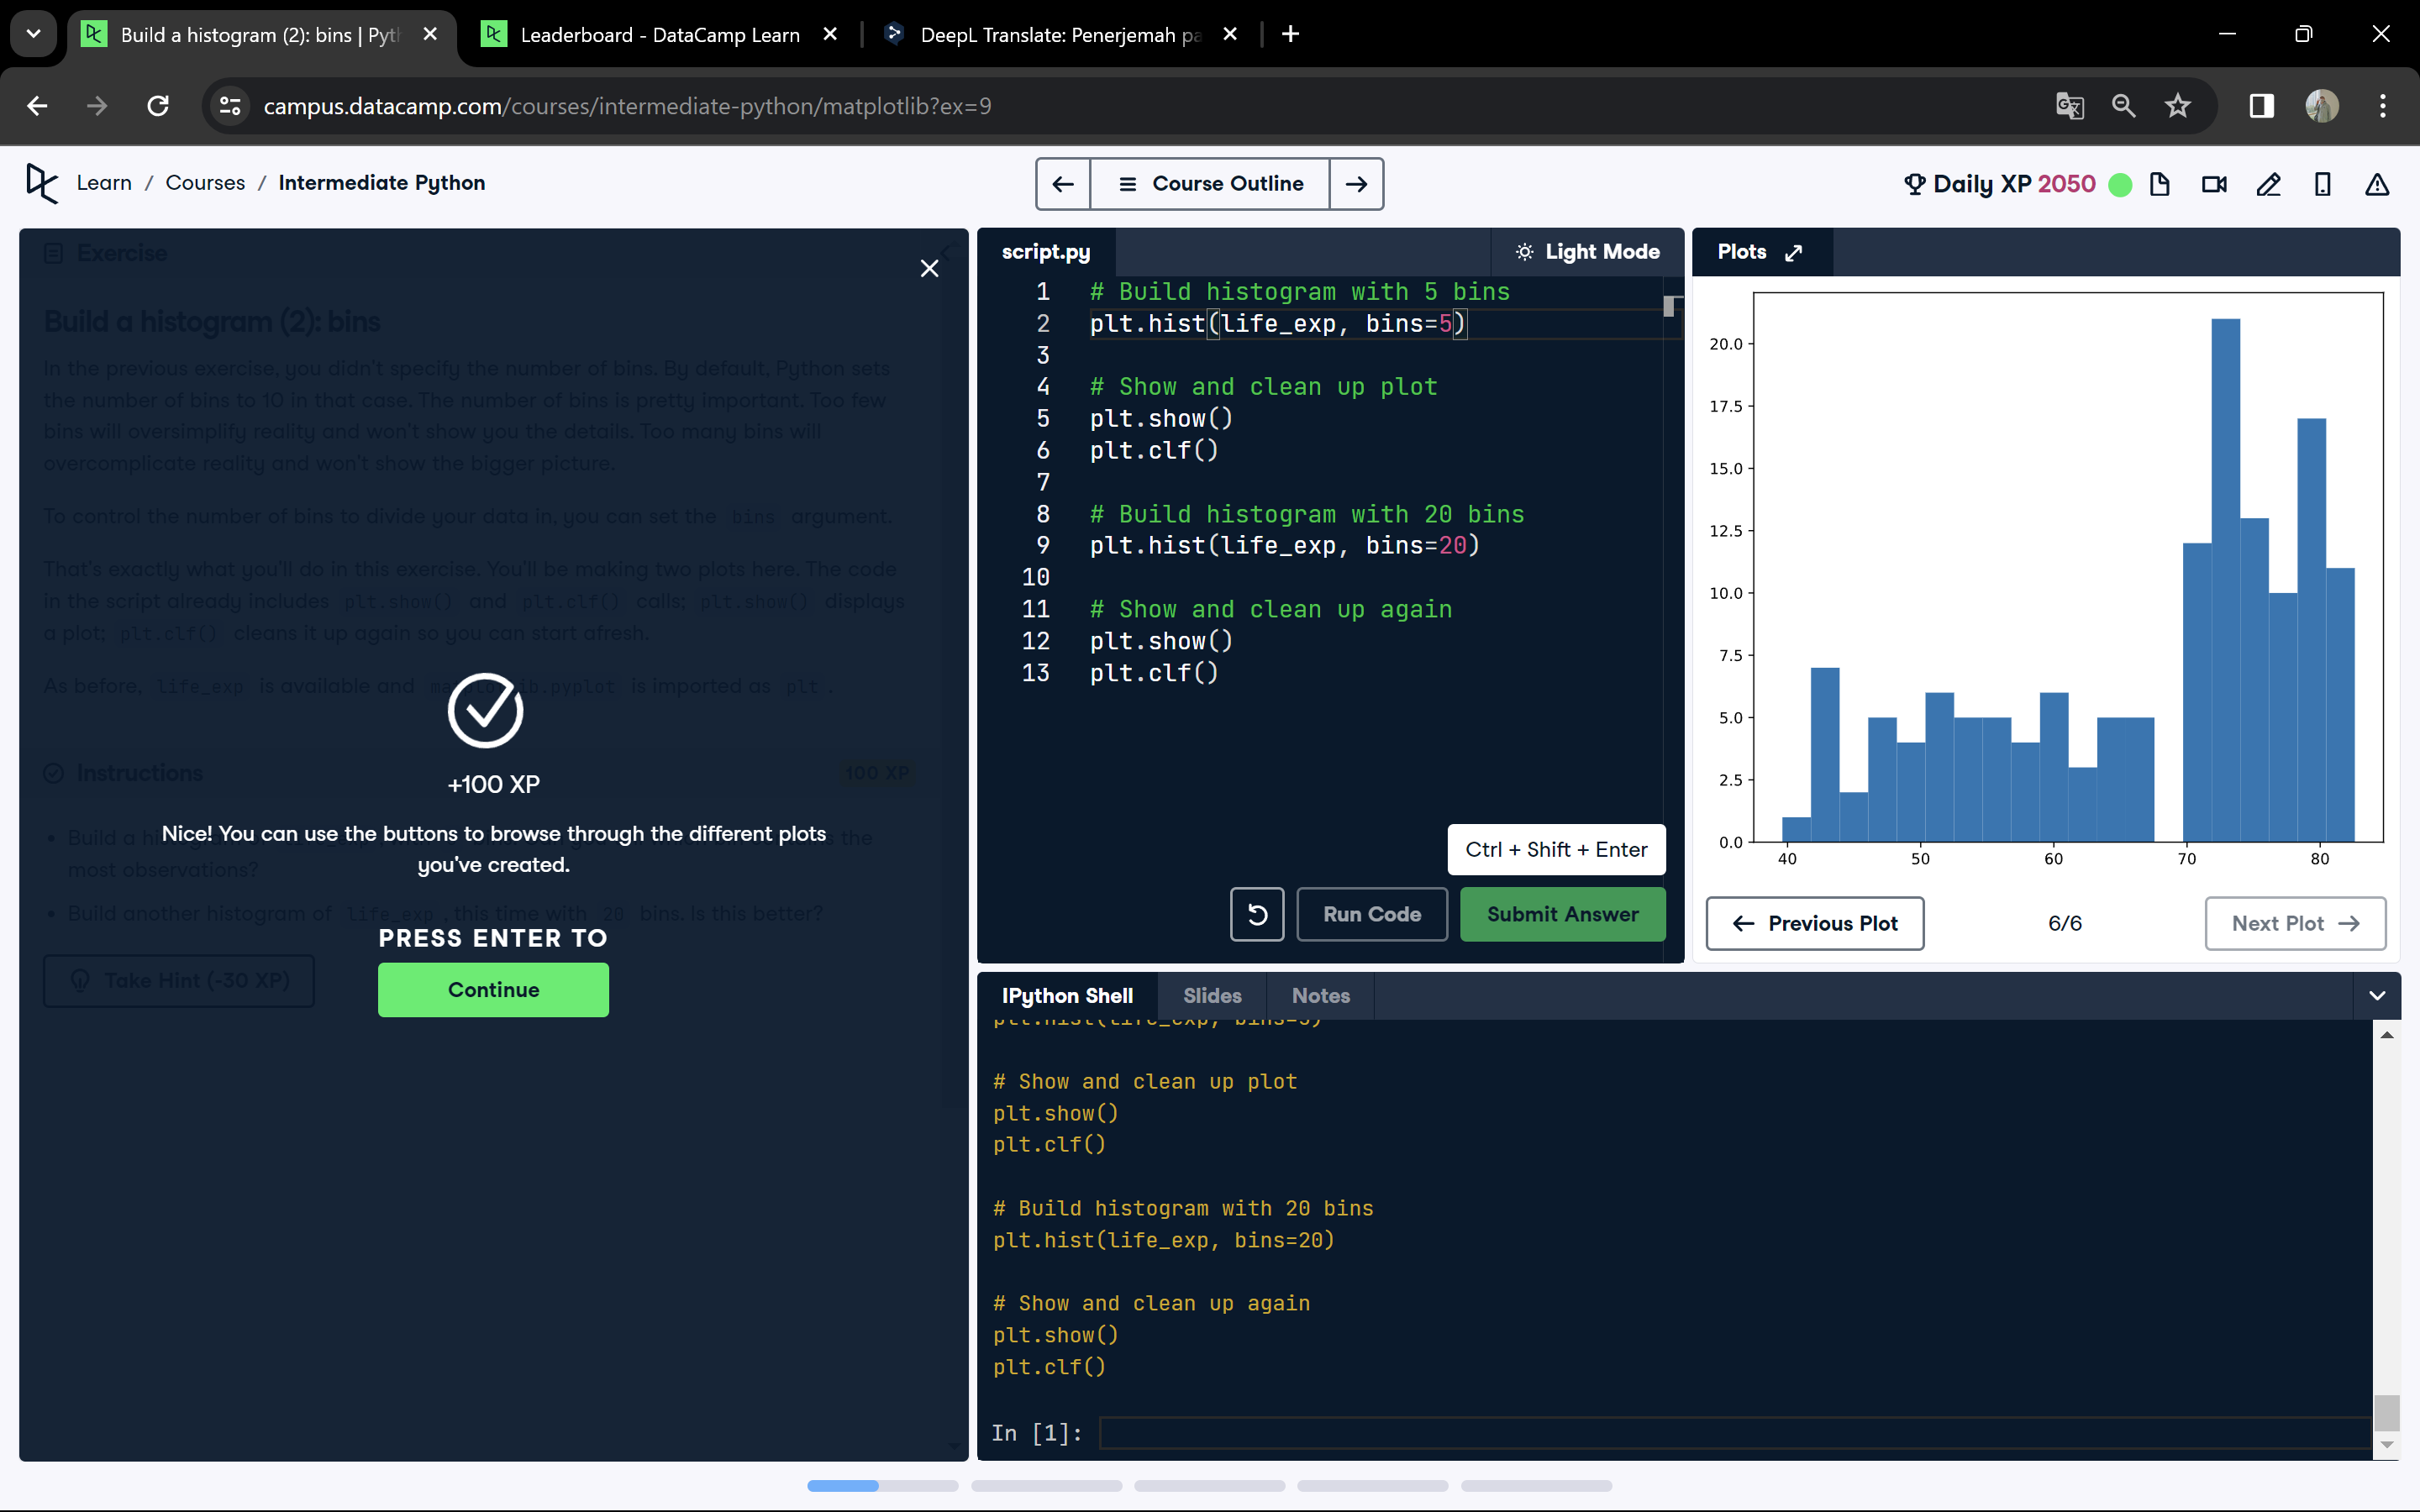 Build a histogram (2): bins | Pyth
Leaderboard - DataCamp Learn
DeepL Translate: Penerjemah pa
campus.datacamp.com/courses/intermediate-python/matplotlib?ex=9
Learn / Courses / Intermediate Python
Course Outline
Daily XP 2050
Exercise
Build a histogram (2): bins
In the previous exercise, you didn't specify the number of bins. By default, Python sets
the number of bins to 10 in that case. The number of bins is pretty important. Too few
bins will oversimplify reality and won't show you the details. Too many bins will
overcomplicate reality and won't show the bigger picture.
To control the number of bins to divide your data in, you can set the bins argument.
That's exactly what you'll do in this exercise. You'll be making two plots here. The code
in the script already includes plt.show() and plt.clf() calls; plt.show() displays
a plot; plt.clf() cleans it up again so you can start afresh.
As before, life_exp is available and matplotlib.pyplot is imported as plt.
Instructions
100 XP
Build a the
most observations?
Build another histogram of life_exp, this time with 20 bins. Is this better?
Take Hint (-30 XP)
+100 XP
Nice! You can use the buttons to browse through the different plots
you've created.
PRESS ENTER TO
Continue
script.py
Light Mode
1 # Build histogram with 5 bins
2 plt.hist(life_exp, bins=5)
3
4 # Show and clean up plot
5 plt.show()
6 plt.clf()
7
8 # Build histogram with 20 bins
9 plt.hist(life_exp, bins=20)
10
11 # Show and clean up again
12 plt.show()
13 plt.clf()
Ctrl + Shift + Enter
Run Code
Submit Answer
Plots
20.0
17.5
15.0
12.5
10.0
7.5
5.0
2.5
0.0
40 50 60 70 80
Previous Plot
6/6
Next Plot
IPython Shell
Slides
Notes
plt.hist(life_exp, bins=5)
# Show and clean up plot
plt.show()
plt.clf()
# Build histogram with 20 bins
plt.hist(life_exp, bins=20)
# Show and clean up again
plt.show()
plt.clf()
In [1]: